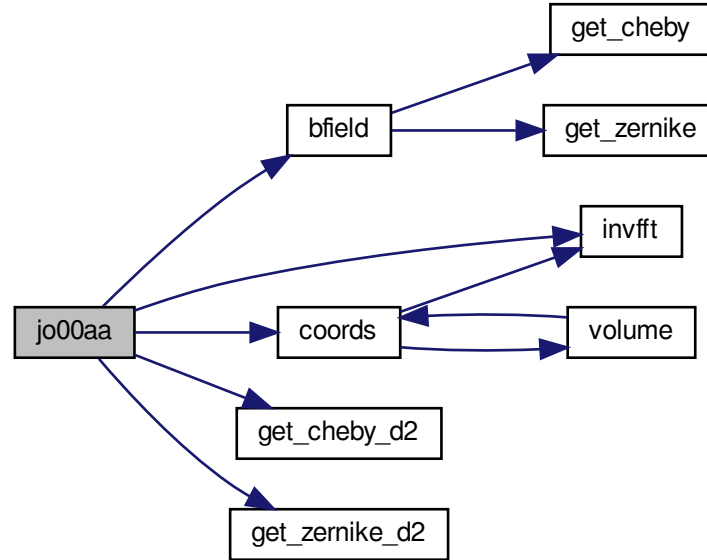 get_cheby
bfield
get_zernike
invfft
jo00aa
coords
volume
get_cheby_d2
get_zernike_d2